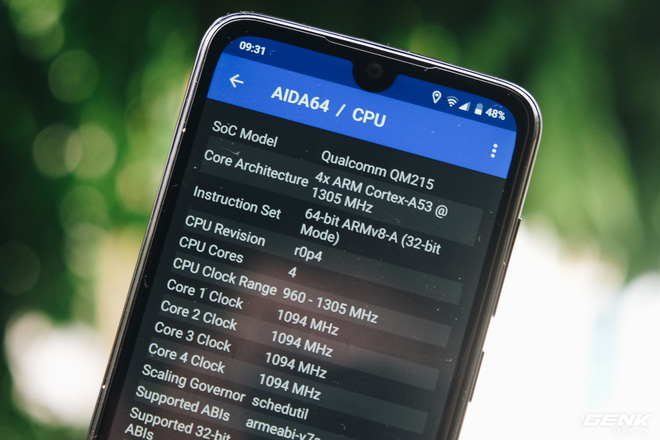 09:31
48%
AIDA64 / CPU
SoC Model Qualcomm QM215
Core Architecture 4x ARM Cortex-A53 @
1305 MHz
Instruction Set 64-bit ARMv8-A (32-bit
Mode)
CPU Revision r0p4
CPU Cores 4
CPU Clock Range 960 - 1305 MHz
Core 1 Clock 1094 MHz
Core 2 Clock 1094 MHz
Core 3 Clock 1094 MHz
Core 4 Clock 1094 MHz
Scaling Governor schedutil
Supported ABIs armeabi-v7a
Supported 32-bit
ABIs
GENK